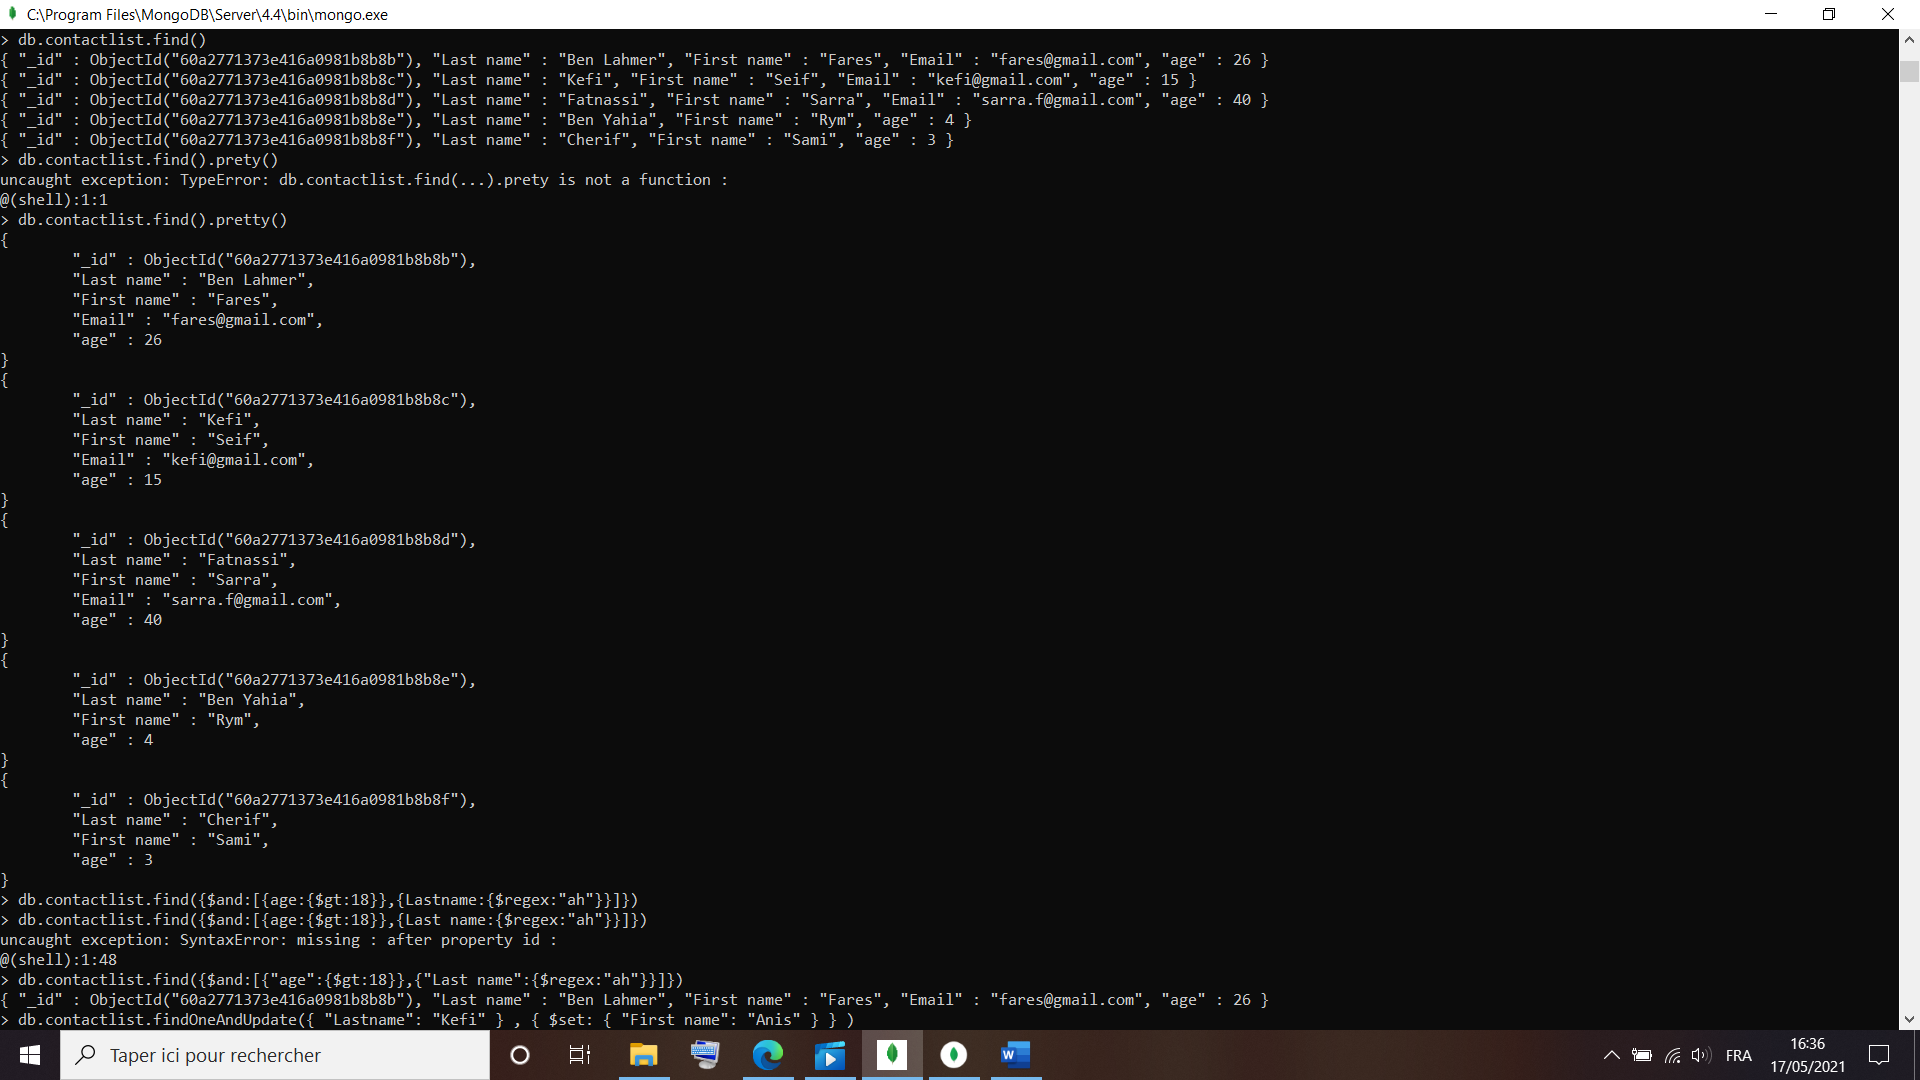 C:\Program Files\MongoDB\Server\4.4\bin\mongo.exe
> db.contactlist.find()
{ "_id" : ObjectId("60a2771373e416a0981b8b8b"), "Last name" : "Ben Lahmer", "First name" : "Fares", "Email" : "fares@gmail.com", "age" : 26 }
{ "_id" : ObjectId("60a2771373e416a0981b8b8c"), "Last name" : "Kefi", "First name" : "Seif", "Email" : "kefi@gmail.com", "age" : 15 }
{ "_id" : ObjectId("60a2771373e416a0981b8b8d"), "Last name" : "Fatnassi", "First name" : "Sarra", "Email" : "sarra.f@gmail.com", "age" : 40 }
{ "_id" : ObjectId("60a2771373e416a0981b8b8e"), "Last name" : "Ben Yahia", "First name" : "Rym", "age" : 4 }
{ "_id" : ObjectId("60a2771373e416a0981b8b8f"), "Last name" : "Cherif", "First name" : "Sami", "age" : 3 }
> db.contactlist.find().prety()
uncaught exception: TypeError: db.contactlist.find(...).prety is not a function :
@(shell):1:1
> db.contactlist.find().pretty()
{
"_id" : ObjectId("60a2771373e416a0981b8b8b"),
"Last name" : "Ben Lahmer",
"First name" : "Fares",
"Email" : "fares@gmail.com",
"age" : 26
}
{
"_id" : ObjectId("60a2771373e416a0981b8b8c"),
"Last name" : "Kefi",
"First name" : "Seif",
"Email" : "kefi@gmail.com",
"age" : 15
}
{
"_id" : ObjectId("60a2771373e416a0981b8b8d"),
"Last name" : "Fatnassi",
"First name" : "Sarra",
"Email" : "sarra.f@gmail.com",
"age" : 40
}
{
"_id" : ObjectId("60a2771373e416a0981b8b8e"),
"Last name" : "Ben Yahia",
"First name" : "Rym",
"age" : 4
}
{
"_id" : ObjectId("60a2771373e416a0981b8b8f"),
"Last name" : "Cherif",
"First name" : "Sami",
"age" : 3
}
> db.contactlist.find({$and:[{age:{$gt:18}},{Lastname:{$regex:"ah"}}]})
> db.contactlist.find({$and:[{age:{$gt:18}},{Last name:{$regex:"ah"}}]})
uncaught exception: SyntaxError: missing : after property id :
@(shell):1:48
> db.contactlist.find({$and:[{"age":{$gt:18}},{"Last name":{$regex:"ah"}}]})
{ "_id" : ObjectId("60a2771373e416a0981b8b8b"), "Last name" : "Ben Lahmer", "First name" : "Fares", "Email" : "fares@gmail.com", "age" : 26 }
> db.contactlist.findOneAndUpdate({ "Lastname": "Kefi" } , { $set: { "First name": "Anis" } } )
Taper ici pour rechercher
W
FRA
16:36
17/05/2021